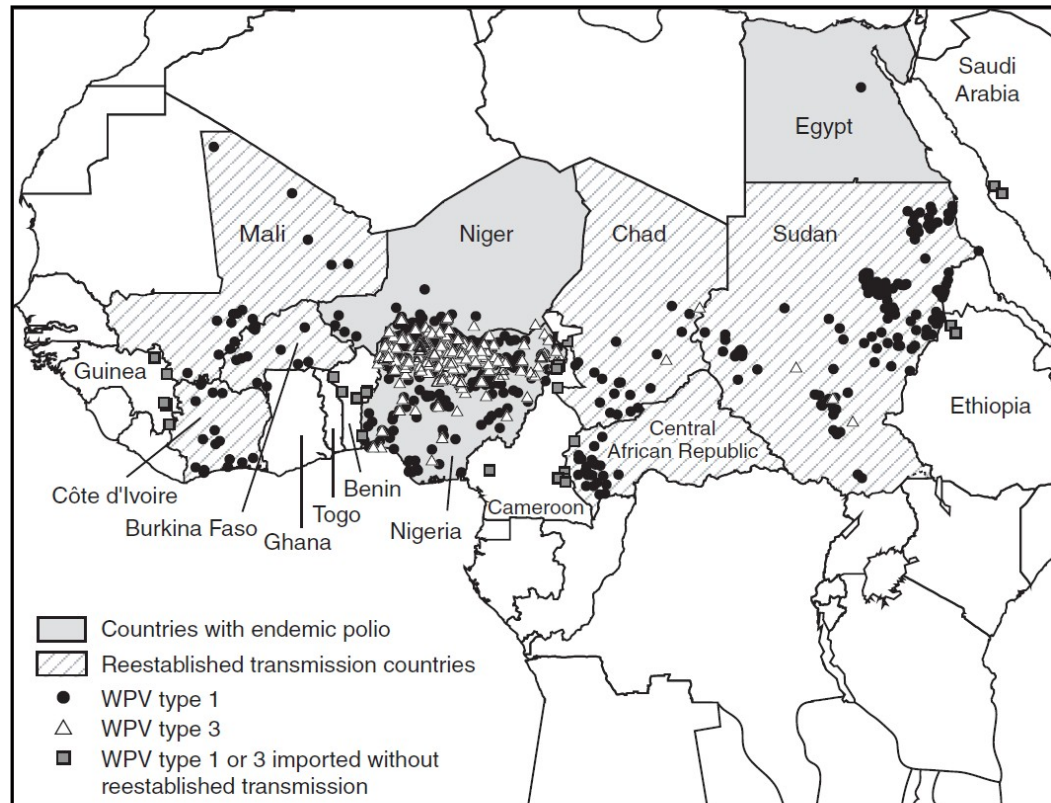 Saudi
Arabia
Egypt
Mali
Niger
Chad
Sudan
Guinea
Ethiopia
Central
African Republic
Côte d'Ivoire
Burkina Faso
Ghana
Togo
Benin
Nigeria
Cameroon
Countries with endemic polio
Reestablished transmission countries
WPV type 1
WPV type 3
WPV type 1 or 3 imported without
reestablished transmission